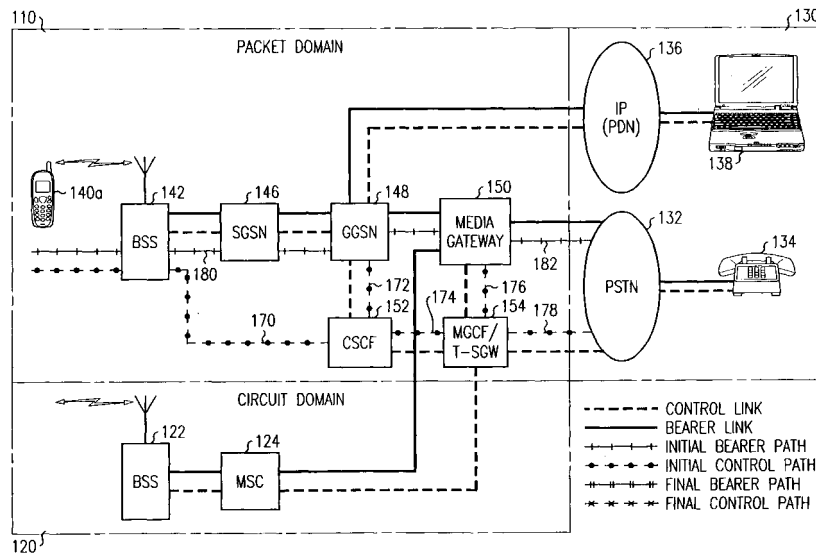 110
130
PACKET DOMAIN
136
IP
(PDN)
138
140a
142
146
148
150
132
BSS
SGSN
GGSN
MEDIA
GATEWAY
134
180
182
PSTN
172
152
174
176
154
178
170
CSCF
MGCF/
T-SGW
CIRCUIT DOMAIN
122
124
BSS
MSC
CONTROL LINK
BEARER LINK
INITIAL BEARER PATH
INITIAL CONTROL PATH
FINAL BEARER PATH
FINAL CONTROL PATH
120